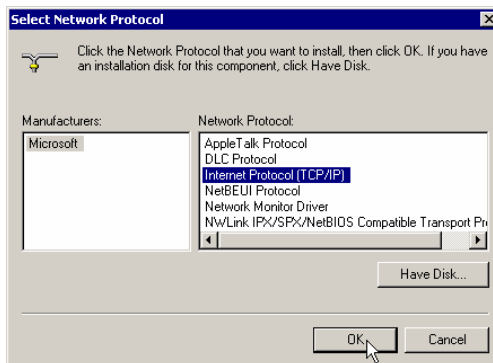 Select Network Protocol
Click the Network Protocol that you want to install, then click OK. If you have
an installation disk for this component, click Have Disk.
Manufacturers:
Microsoft
Network Protocol:
AppleTalk Protocol
DLC Protocol
Internet Protocol (TCP/IP)
NetBEUI Protocol
Network Monitor Driver
NWLink IPX/SPX/NetBIOS Compatible Transport Pr
Have Disk...
OK
Cancel